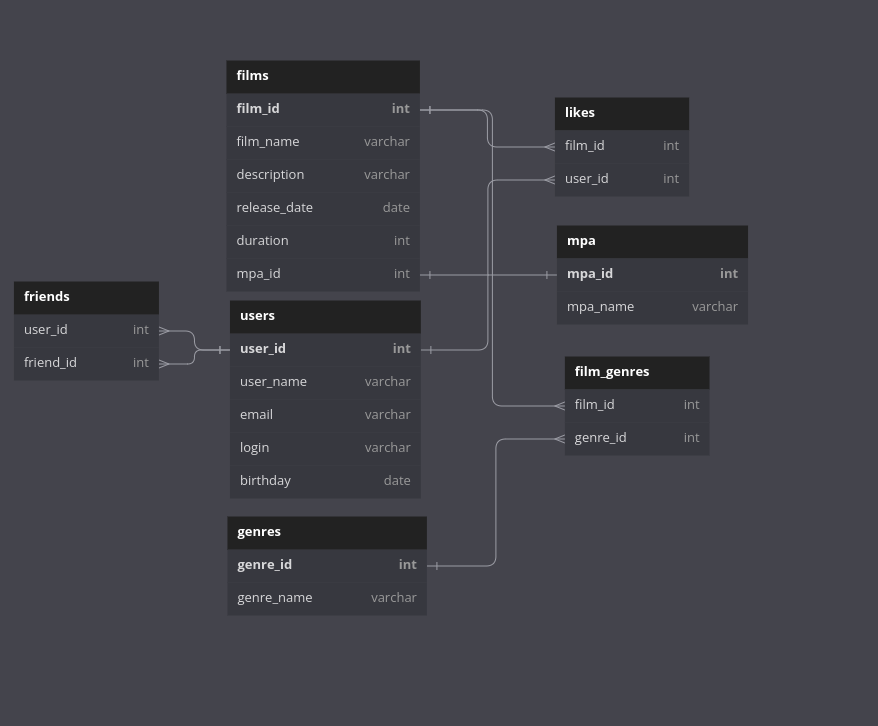 films
film_id int
film_name varchar
description varchar
release_date date
duration int
mpa_id int
likes
film_id int
user_id int
mpa
mpa_id int
mpa_name varchar
friends
user_id int
friend_id int
users
user_id int
user_name varchar
email varchar
login varchar
birthday date
film_genres
film_id int
genre_id int
genres
genre_id int
genre_name varchar